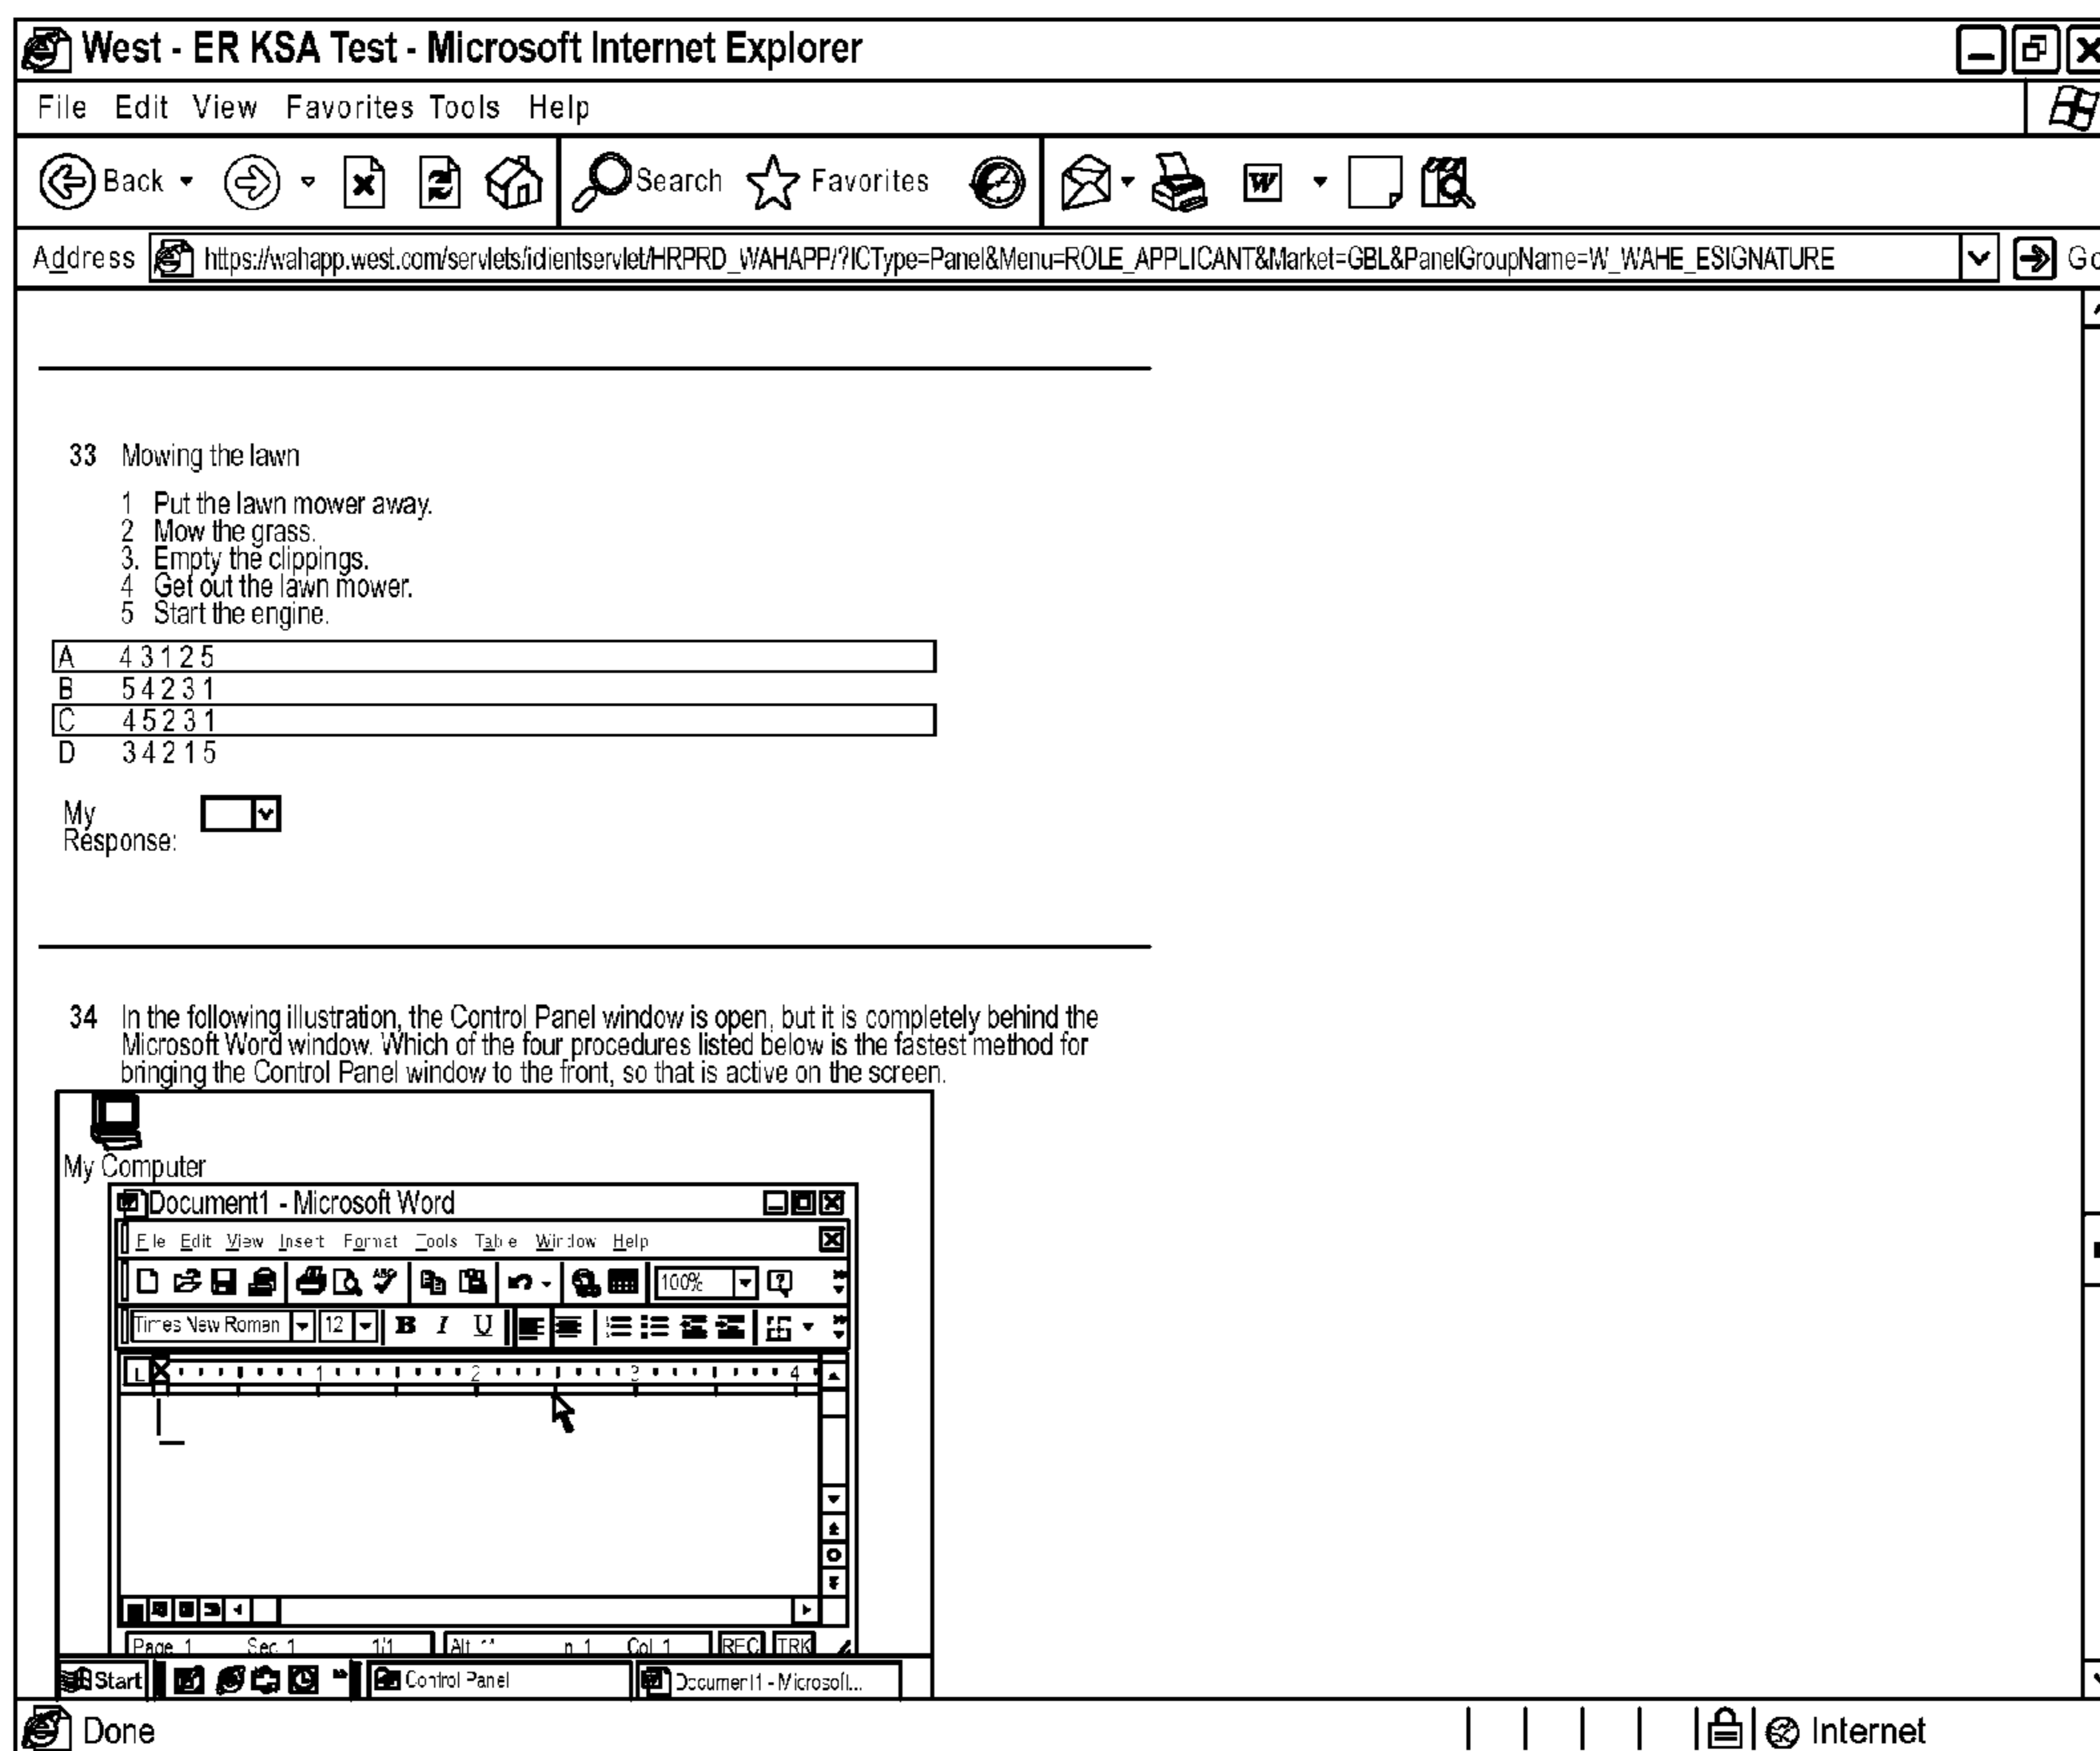 West - ER KSA Test - Microsoft Internet Explorer
File Edit View Favorites Tools Help
Back Search Favorites W
Address https://wahapp.west.com/servlets/iclientservlet/HRPRD_WAHAPP/?ICType=Panel&Menu=ROLE_APPLICANT&Market=GBL&PanelGroupName=W_WAHE_ESIGNATURE Go
33 Mowing the lawn
1 Put the lawn mower away.
2 Mow the grass.
3. Empty the clippings.
4 Get out the lawn mower.
5 Start the engine.
A 4 3 1 2 5
B 5 4 2 3 1
C 4 5 2 3 1
D 3 4 2 1 5
My
Response:
34 In the following illustration, the Control Panel window is open, but it is completely behind the
Microsoft Word window. Which of the four procedures listed below is the fastest method for
bringing the Control Panel window to the front, so that is active on the screen.
My Computer
Document1 - Microsoft Word
File Edit View Insert Format Tools Table Window Help
100%
Times New Roman 12 B I U
L 1 2 3 4
Page 1 Sec 1 1/1 Col 1 REC TRK
Start Control Panel Document1 - Microsoft...
Done Internet